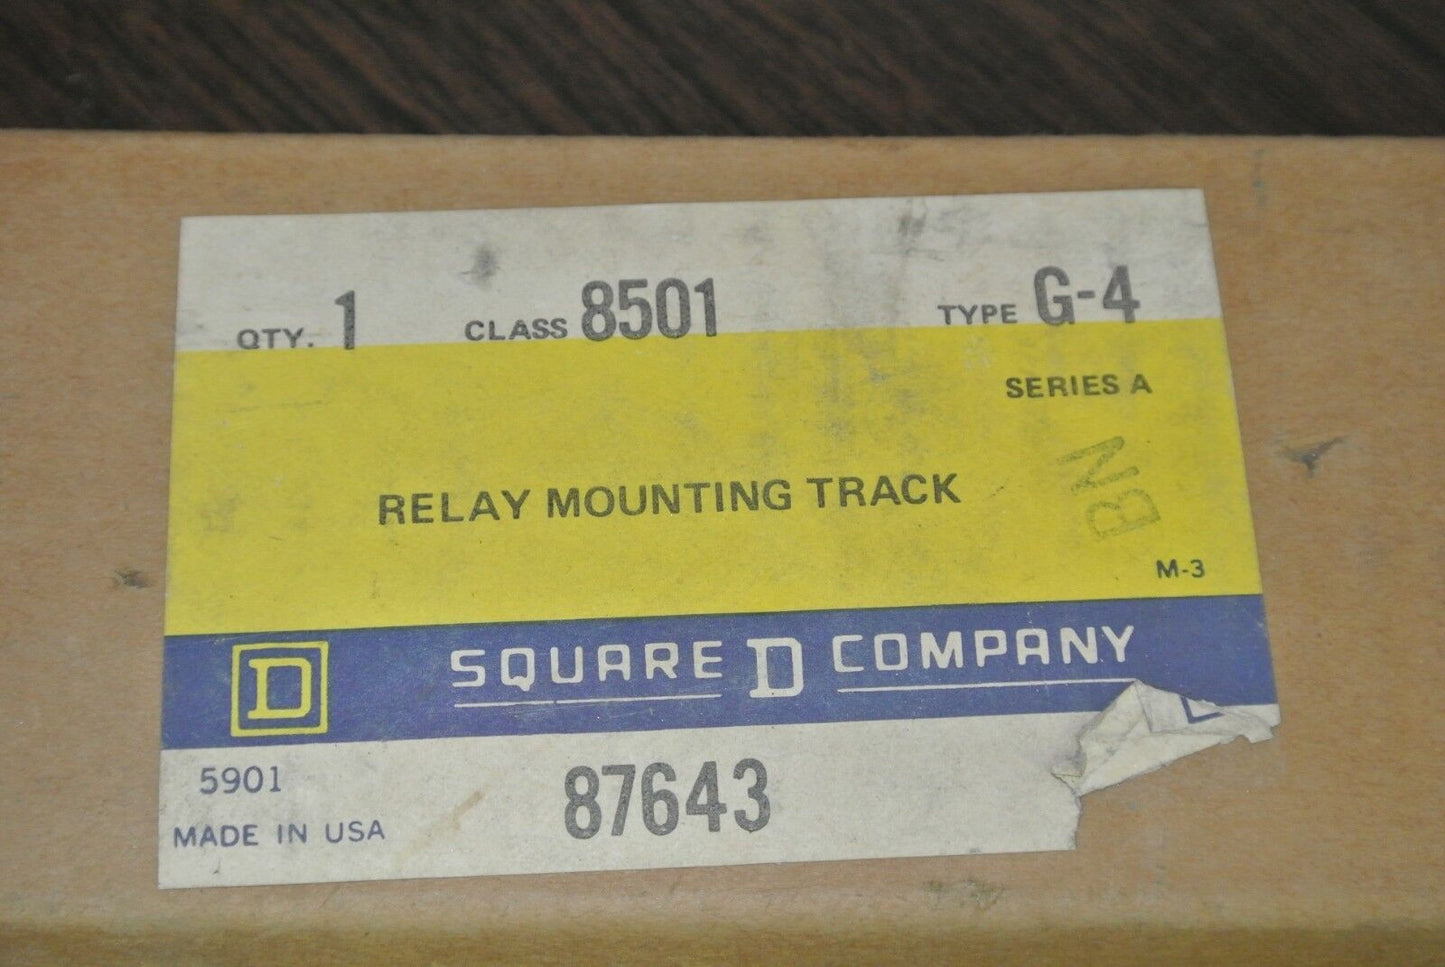 QTY. 1 CLASS 8501 TYPE G-4
SERIES A
RELAY MOUNTING TRACK
BN
M-3
D SQUARE D COMPANY
5901 87643
MADE IN USA